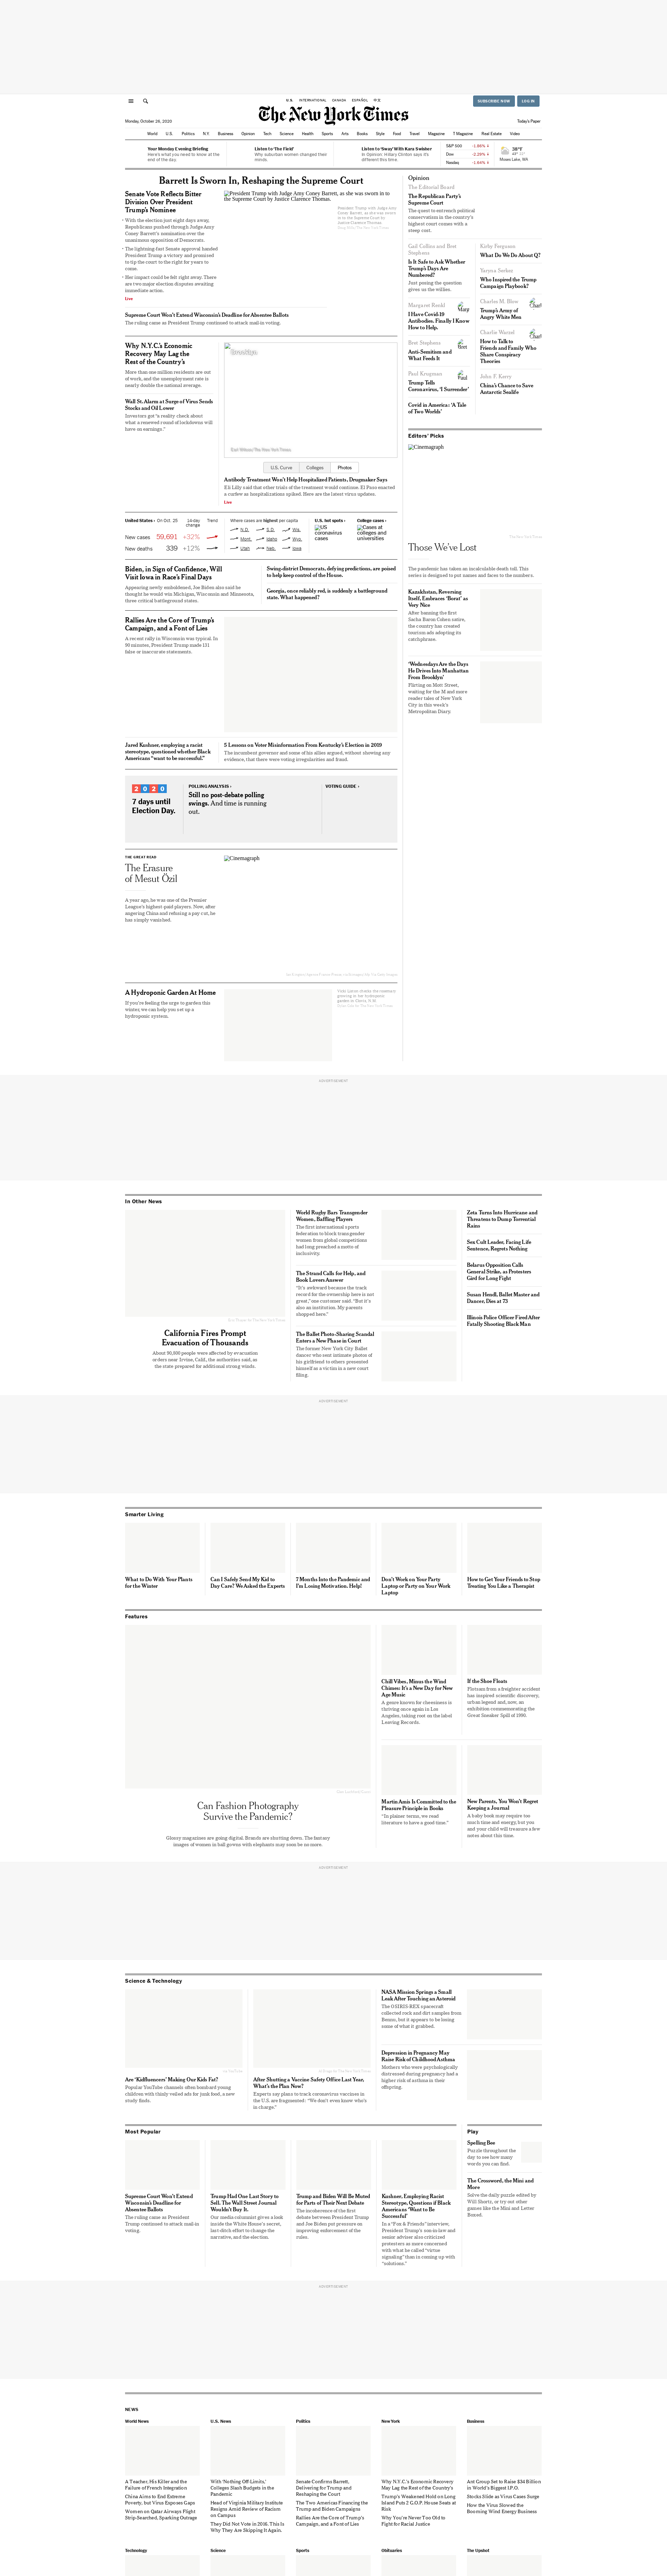 U.S. INTERNATIONAL CANADA ESPAÑOL 中文
SUBSCRIBE NOW LOG IN
The New York Times
Monday, October 26, 2020
Today's Paper
World U.S. Politics N.Y. Business Opinion Tech Science Health Sports Arts Books Style Food Travel Magazine T Magazine Real Estate Video
Your Monday Evening Briefing
Here's what you need to know at the end of the day.
Listen to 'The Field'
Why suburban women changed their minds.
Listen to 'Sway' With Kara Swisher
In Opinion: Hillary Clinton says it's different this time.
S&P 500 -1.86%
Dow -2.29%
Nasdaq -1.64%
38°F
Moses Lake, WA
Barrett Is Sworn In, Reshaping the Supreme Court
Senate Vote Reflects Bitter
Division Over President
Trump's Nominee
With the election just eight days away,
Republicans pushed through Judge Amy
Coney Barrett's nomination over the
unanimous opposition of Democrats.
The lightning-fast Senate approval handed
President Trump a victory and promised
to tip the court to the right for years to
come.
Her impact could be felt right away. There
are two major election disputes awaiting
immediate action.
Live
President Trump with Judge Amy Coney Barrett, as she was sworn in to the Supreme Court by Justice Clarence Thomas.
President Trump with Judge Amy
Coney Barrett, as she was sworn
in to the Supreme Court by
Justice Clarence Thomas.
Supreme Court Won't Extend Wisconsin's Deadline for Absentee Ballots
The ruling came as President Trump continued to attack mail-in voting.
Why N.Y.C.'s Economic
Recovery May Lag the
Rest of the Country's
More than one million residents are out
of work, and the unemployment rate is
nearly double the national average.
Wall St. Alarm at Surge of Virus Sends
Stocks and Oil Lower
Investors got "a reality check about
what a renewed round of lockdowns will
have on earnings."
Brooklyn.
U.S. Curve Colleges Photos
Antibody Treatment Won't Help Hospitalized Patients, Drugmaker Says
Eli Lilly said that other trials of the treatment would continue. El Paso enacted
a curfew as hospitalizations spiked. Here are the latest virus updates.
Live
United States › On Oct. 25 14-day change Trend
New cases 59,691 +32%
New deaths 339 +12%
Where cases are highest per capita
N.D. S.D. Wis.
Mont. Idaho Wyo.
Utah Neb. Iowa
U.S. hot spots ›
US coronavirus cases
College cases ›
Cases at colleges and universities
Biden, in Sign of Confidence, Will
Visit Iowa in Race's Final Days
Appearing newly emboldened, Joe Biden also said he
thought he would win Michigan, Wisconsin and Minnesota,
three critical battleground states.
Swing-district Democrats, defying predictions, are poised
to help keep control of the House.
Georgia, once reliably red, is suddenly a battleground
state. What happened?
Rallies Are the Core of Trump's
Campaign, and a Font of Lies
A recent rally in Wisconsin was typical. In
90 minutes, President Trump made 131
false or inaccurate statements.
Jared Kushner, employing a racist
stereotype, questioned whether Black
Americans "want to be successful."
5 Lessons on Voter Misinformation From Kentucky's Election in 2019
The incumbent governor and some of his allies argued, without showing any
evidence, that there were voting irregularities and fraud.
2020
7 days until
Election Day.
POLLING ANALYSIS ›
Still no post-debate polling
swings. And time is running
out.
VOTING GUIDE ›
THE GREAT READ
The Erasure
of Mesut Özil
A year ago, he was one of the Premier
League's highest-paid players. Now, after
angering China and refusing a pay cut, he
has simply vanished.
Cinemagraph
A Hydroponic Garden At Home
If you're feeling the urge to garden this
winter, we can help you set up a
hydroponic system.
Opinion
The Editorial Board
The Republican Party's
Supreme Court
The quest to entrench political
conservatism in the country's
highest court comes with a
steep cost.
Gail Collins and Bret
Stephens
Is It Safe to Ask Whether
Trump's Days Are
Numbered?
Just posing the question
gives us the willies.
Margaret Renkl
I Have Covid-19
Antibodies. Finally I Know
How to Help.
Bret Stephens
Anti-Semitism and
What Feeds It
Paul Krugman
Trump Tells
Coronavirus, 'I Surrender'
Covid in America: 'A Tale
of Two Worlds'
Kirby Ferguson
What Do We Do About Q?
Yaryna Serkez
Who Inspired the Trump
Campaign Playbook?
Charles M. Blow
Trump's Army of
Angry White Men
Charlie Warzel
How to Talk to
Friends and Family Who
Share Conspiracy
Theories
John F. Kerry
China's Chance to Save
Antarctic Sealife
Editors' Picks
Cinemagraph
Those We've Lost
The pandemic has taken an incalculable death toll. This
series is designed to put names and faces to the numbers.
Kazakhstan, Reversing
Itself, Embraces 'Borat' as
Very Nice
After banning the first
Sacha Baron Cohen satire,
the country has created
tourism ads adopting its
catchphrase.
'Wednesdays Are the Days
He Drives Into Manhattan
From Brooklyn'
Flirting on Mott Street,
waiting for the M and more
reader tales of New York
City in this week's
Metropolitan Diary.
ADVERTISEMENT
In Other News
California Fires Prompt
Evacuation of Thousands
About 90,800 people were affected by evacuation
orders near Irvine, Calif., the authorities said, as
the state prepared for additional strong winds.
World Rugby Bars Transgender
Women, Baffling Players
The first international sports
federation to block transgender
women from global competitions
had long preached a motto of
inclusivity.
The Strand Calls for Help, and
Book Lovers Answer
"It's awkward because the track
record for the ownership here is not
great," one customer said. "But it's
also an institution. My parents
shopped here."
The Ballet Photo-Sharing Scandal
Enters a New Phase in Court
The former New York City Ballet
dancer who sent intimate photos of
his girlfriend to others presented
himself as a victim in a new court
filing.
Zeta Turns Into Hurricane and
Threatens to Dump Torrential
Rains
Sex Cult Leader, Facing Life
Sentence, Regrets Nothing
Belarus Opposition Calls
General Strike, as Protesters
Gird for Long Fight
Susan Hendl, Ballet Master and
Dancer, Dies at 73
Illinois Police Officer Fired After
Fatally Shooting Black Man
ADVERTISEMENT
Smarter Living
What to Do With Your Plants
for the Winter
Can I Safely Send My Kid to
Day Care? We Asked the Experts
7 Months Into the Pandemic and
I'm Losing Motivation. Help!
Don't Work on Your Party
Laptop or Party on Your Work
Laptop
How to Get Your Friends to Stop
Treating You Like a Therapist
Features
Can Fashion Photography
Survive the Pandemic?
Glossy magazines are going digital. Brands are shutting down. The fantasy
images of women in ball gowns with elephants may soon be no more.
Chill Vibes, Minus the Wind
Chimes: It's a New Day for New
Age Music
A genre known for cheesiness is
thriving once again in Los
Angeles, taking root on the label
Leaving Records.
If the Shoe Floats
Flotsam from a freighter accident
has inspired scientific discovery,
urban legend and, now, an
exhibition commemorating the
Great Sneaker Spill of 1990.
Martin Amis Is Committed to the
Pleasure Principle in Books
"In plainer terms, we read
literature to have a good time."
New Parents, You Won't Regret
Keeping a Journal
A baby book may require too
much time and energy, but you
and your child will treasure a few
notes about this time.
ADVERTISEMENT
Science & Technology
Are 'Kidfluencers' Making Our Kids Fat?
Popular YouTube channels often bombard young
children with thinly veiled ads for junk food, a new
study finds.
After Shutting a Vaccine Safety Office Last Year,
What's the Plan Now?
Experts say plans to track coronavirus vaccines in
the U.S. are fragmented: "We don't even know who's
in charge."
NASA Mission Springs a Small
Leak After Touching an Asteroid
The OSIRIS-REX spacecraft
collected rock and dirt samples from
Bennu, but it appears to be losing
some of what it grabbed.
Depression in Pregnancy May
Raise Risk of Childhood Asthma
Mothers who were psychologically
distressed during pregnancy had a
higher risk of asthma in their
offspring.
Most Popular
Supreme Court Won't Extend
Wisconsin's Deadline for
Absentee Ballots
The ruling came as President
Trump continued to attack mail-in
voting.
Trump Had One Last Story to
Sell. The Wall Street Journal
Wouldn't Buy It.
Our media columnist gives a look
inside the White House's secret,
last-ditch effort to change the
narrative, and the election.
Trump and Biden Will Be Muted
for Parts of Their Next Debate
The incoherence of the first
debate between President Trump
and Joe Biden put pressure on
improving enforcement of the
rules.
Kushner, Employing Racist
Stereotype, Questions if Black
Americans 'Want to Be
Successful'
In a "Fox & Friends" interview,
President Trump's son-in-law and
senior adviser also criticized
protesters as more concerned
with what he called "virtue
signaling" than in coming up with
"solutions."
Play
Spelling Bee
Puzzle throughout the
day to see how many
words you can find.
The Crossword, the Mini and
More
Solve the daily puzzle edited by
Will Shortz, or try out other
games like the Mini and Letter
Boxed.
ADVERTISEMENT
NEWS
World News
A Teacher, His Killer and the
Failure of French Integration
China Aims to End Extreme
Poverty, but Virus Exposes Gaps
Women on Qatar Airways Flight
Strip-Searched, Sparking Outrage
U.S. News
With 'Nothing Off Limits,'
Colleges Slash Budgets in the
Pandemic
Head of Virginia Military Institute
Resigns Amid Review of Racism
on Campus
They Did Not Vote in 2016. This Is
Why They Are Skipping It Again.
Politics
Senate Confirms Barrett,
Delivering for Trump and
Reshaping the Court
The Two Americas Financing the
Trump and Biden Campaigns
Rallies Are the Core of Trump's
Campaign, and a Font of Lies
New York
Why N.Y.C.'s Economic Recovery
May Lag the Rest of the Country's
Trump's Weakened Hold on Long
Island Puts 2 G.O.P. House Seats at
Risk
Why You're Never Too Old to
Fight for Racial Justice
Business
Ant Group Set to Raise $34 Billion
in World's Biggest I.P.O.
Stocks Slide as Virus Cases Surge
How the Virus Slowed the
Booming Wind Energy Business
Technology
Science
Sports
Obituaries
The Upshot